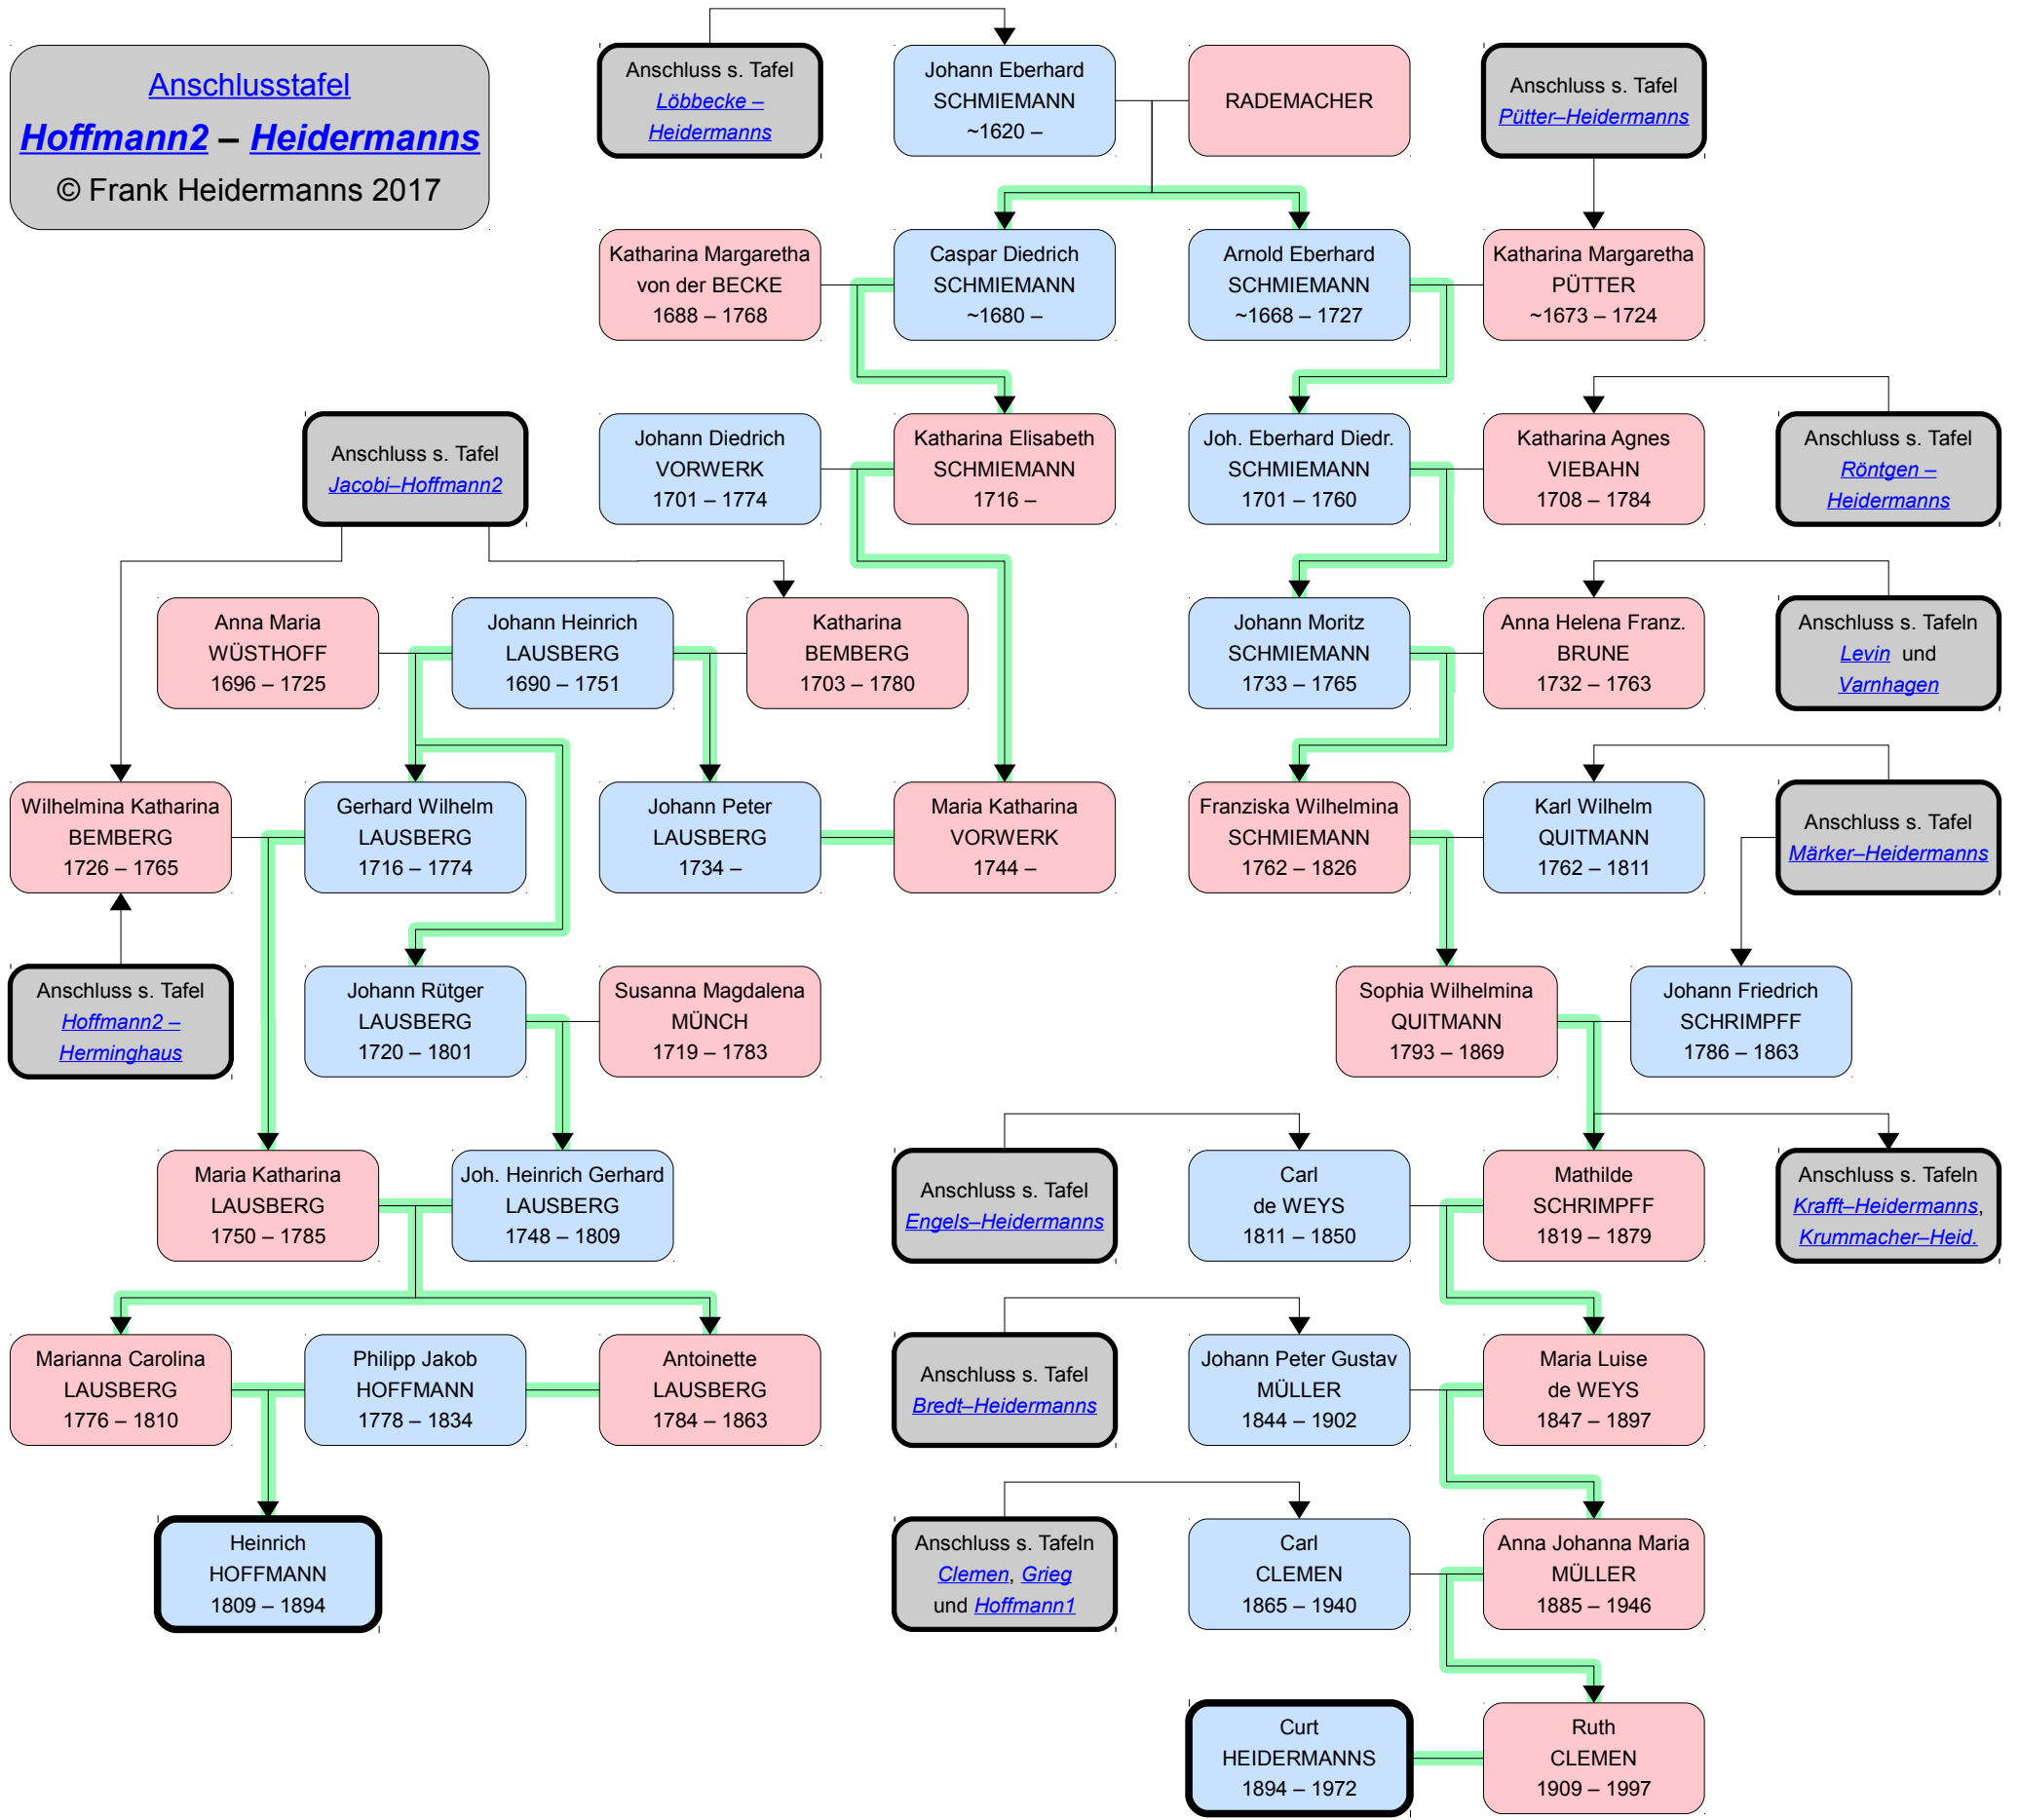 Anschlusstafel
Hoffmann2 – Heidermanns
© Frank Heidermanns 2017
Anschluss s. Tafel
Löbbecke –
Heidermanns
Johann Eberhard
SCHMIEMANN
~1620 –
RADEMACHER
Anschluss s. Tafel
Pütter–Heidermanns
Katharina Margaretha
von der BECKE
1688 – 1768
Caspar Diedrich
SCHMIEMANN
~1680 –
Arnold Eberhard
SCHMIEMANN
~1668 – 1727
Katharina Margaretha
PÜTTER
~1673 – 1724
Anschluss s. Tafel
Jacobi–Hoffmann2
Johann Diedrich
VORWERK
1701 – 1774
Katharina Elisabeth
SCHMIEMANN
1716 –
Joh. Eberhard Diedr.
SCHMIEMANN
1701 – 1760
Katharina Agnes
VIEBAHN
1708 – 1784
Anschluss s. Tafel
Röntgen –
Heidermanns
Anna Maria
WÜSTHOFF
1696 – 1725
Johann Heinrich
LAUSBERG
1690 – 1751
Katharina
BEMBERG
1703 – 1780
Johann Moritz
SCHMIEMANN
1733 – 1765
Anna Helena Franz.
BRUNE
1732 – 1763
Anschluss s. Tafeln
Levin und
Varnhagen
Wilhelmina Katharina
BEMBERG
1726 – 1765
Gerhard Wilhelm
LAUSBERG
1716 – 1774
Johann Peter
LAUSBERG
1734 –
Maria Katharina
VORWERK
1744 –
Franziska Wilhelmina
SCHMIEMANN
1762 – 1826
Karl Wilhelm
QUITMANN
1762 – 1811
Anschluss s. Tafel
Märker–Heidermanns
Anschluss s. Tafel
Hoffmann2 –
Herminghaus
Johann Rütger
LAUSBERG
1720 – 1801
Susanna Magdalena
MÜNCH
1719 – 1783
Sophia Wilhelmina
QUITMANN
1793 – 1869
Johann Friedrich
SCHRIMPFF
1786 – 1863
Maria Katharina
LAUSBERG
1750 – 1785
Joh. Heinrich Gerhard
LAUSBERG
1748 – 1809
Anschluss s. Tafel
Engels–Heidermanns
Carl
de WEYS
1811 – 1850
Mathilde
SCHRIMPFF
1819 – 1879
Anschluss s. Tafeln
Krafft–Heidermanns,
Krummacher–Heid.
Marianna Carolina
LAUSBERG
1776 – 1810
Philipp Jakob
HOFFMANN
1778 – 1834
Antoinette
LAUSBERG
1784 – 1863
Anschluss s. Tafel
Bredt–Heidermanns
Johann Peter Gustav
MÜLLER
1844 – 1902
Maria Luise
de WEYS
1847 – 1897
Heinrich
HOFFMANN
1809 – 1894
Anschluss s. Tafeln
Clemen, Grieg
und Hoffmann1
Carl
CLEMEN
1865 – 1940
Anna Johanna Maria
MÜLLER
1885 – 1946
Curt
HEIDERMANNS
1894 – 1972
Ruth
CLEMEN
1909 – 1997